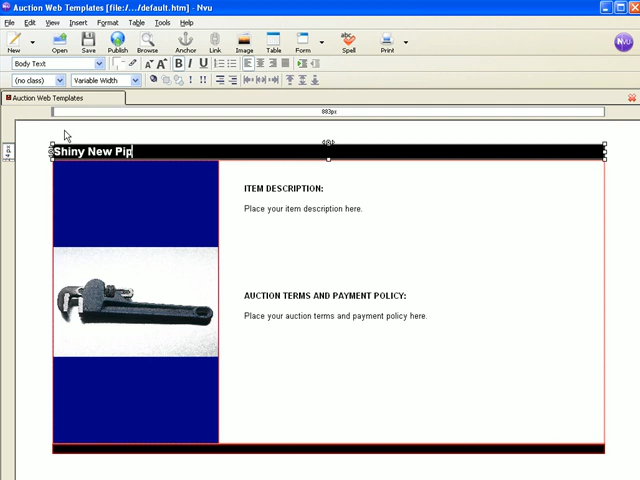 Auction Web Templates [file:/.../default.htm] - Nvu
File Edit View Insert Format Table Tools Help
New Open Save Publish Browse Anchor Link Image Table Form Spell Print
Nvu
Body Text A A B I U
(no class) Variable Width ! !!
Auction Web Templates
883px
4px
Shiny New Pip
ITEM DESCRIPTION:
Place your item description here.
AUCTION TERMS AND PAYMENT POLICY:
Place your auction terms and payment policy here.